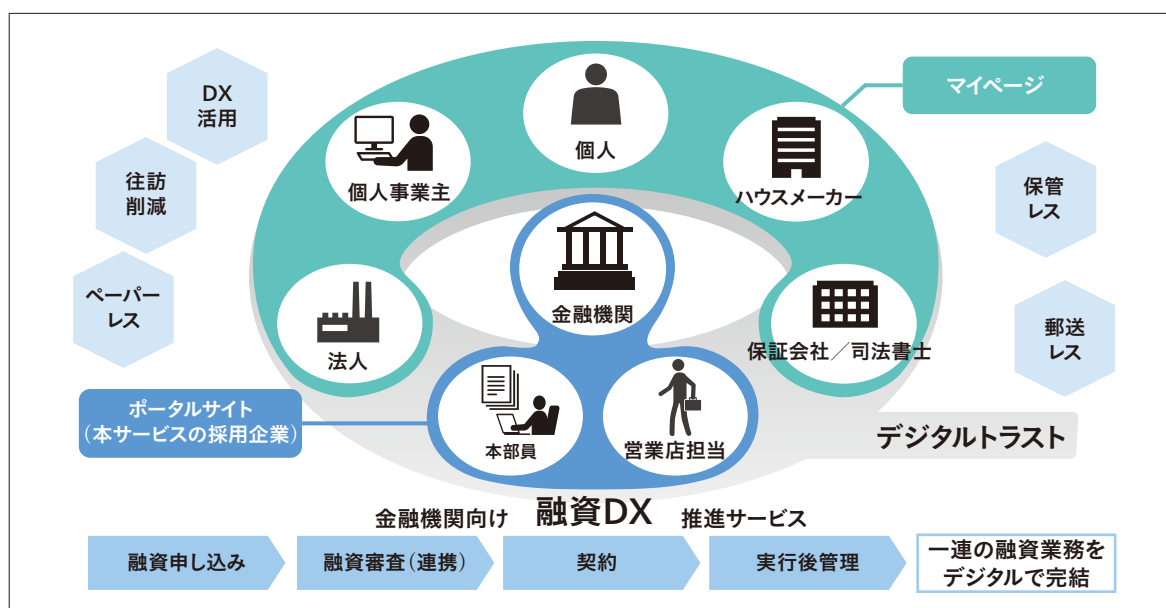 DX
活用
往訪
削減
ペーパー
レス
個人
個人事業主
ハウスメーカー
マイページ
保管
レス
郵送
レス
金融機関
法人
保証会社／司法書士
ポータルサイト
（本サービスの採用企業）
本部員
営業店担当
デジタルトラスト
金融機関向け 融資DX 推進サービス
融資申し込み
融資審査（連携）
契約
実行後管理
一連の融資業務を
デジタルで完結